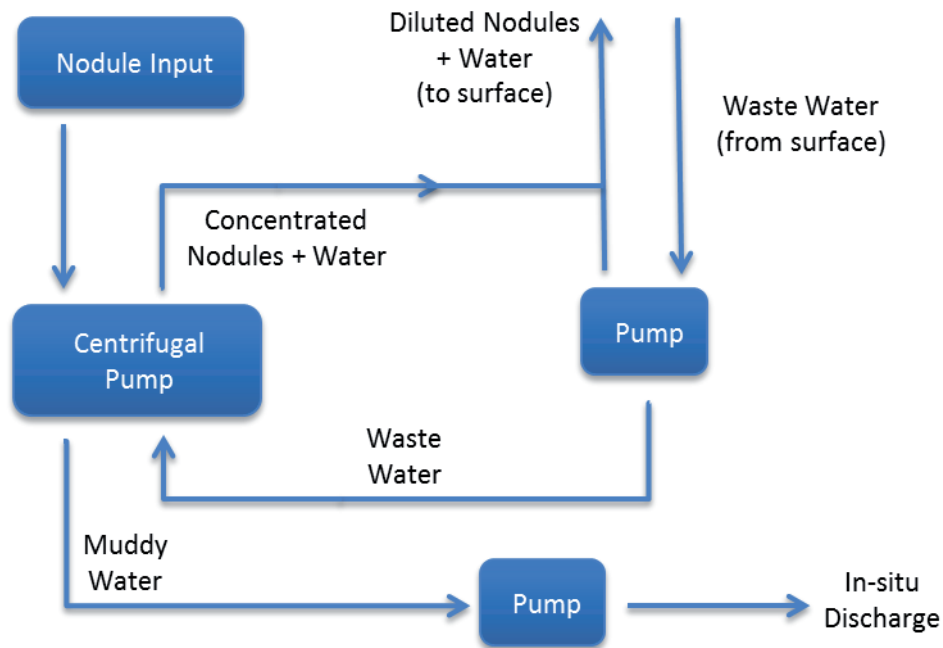 Nodule Input
Diluted Nodules
+ Water
(to surface)
Waste Water
(from surface)
Concentrated
Nodules + Water
Centrifugal
Pump
Pump
Waste
Water
Muddy
Water
Pump
In-situ
Discharge